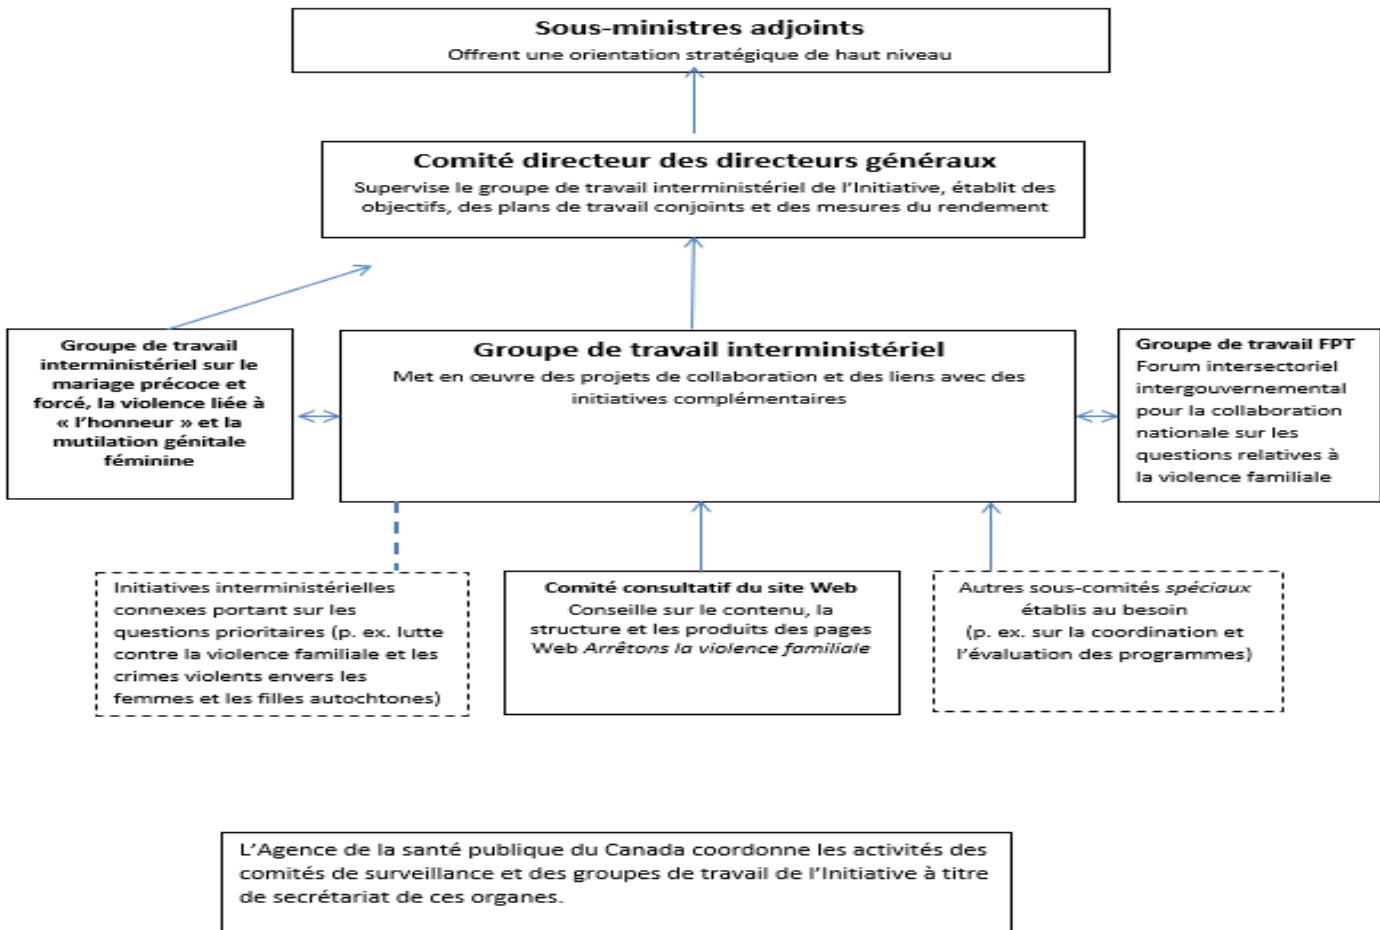 Sous-ministres adjoints
Offrent une orientation stratégique de haut niveau
Comité directeur des directeurs généraux
Supervise le groupe de travail interministériel de l’Initiative, établit des
objectifs, des plans de travail conjoints et des mesures du rendement
Groupe de travail
interministériel sur le
mariage précoce et
forcé, la violence liée à
« l’honneur » et la
mutilation génitale
féminine
Groupe de travail interministériel
Met en œuvre des projets de collaboration et des liens avec des
initiatives complémentaires
Groupe de travail FPT
Forum intersectoriel
intergouvernemental
pour la collaboration
nationale sur les
questions relatives à
la violence familiale
Initiatives interministérielles
connexes portant sur les
questions prioritaires (p. ex. lutte
contre la violence familiale et les
crimes violents envers les
femmes et les filles autochtones)
Comité consultatif du site Web
Conseille sur le contenu, la
structure et les produits des pages
Web Arrêtons la violence familiale
Autres sous-comités spéciaux
établis au besoin
(p. ex. sur la coordination et
l’évaluation des programmes)
L’Agence de la santé publique du Canada coordonne les activités des
comités de surveillance et des groupes de travail de l’Initiative à titre
de secrétariat de ces organes.